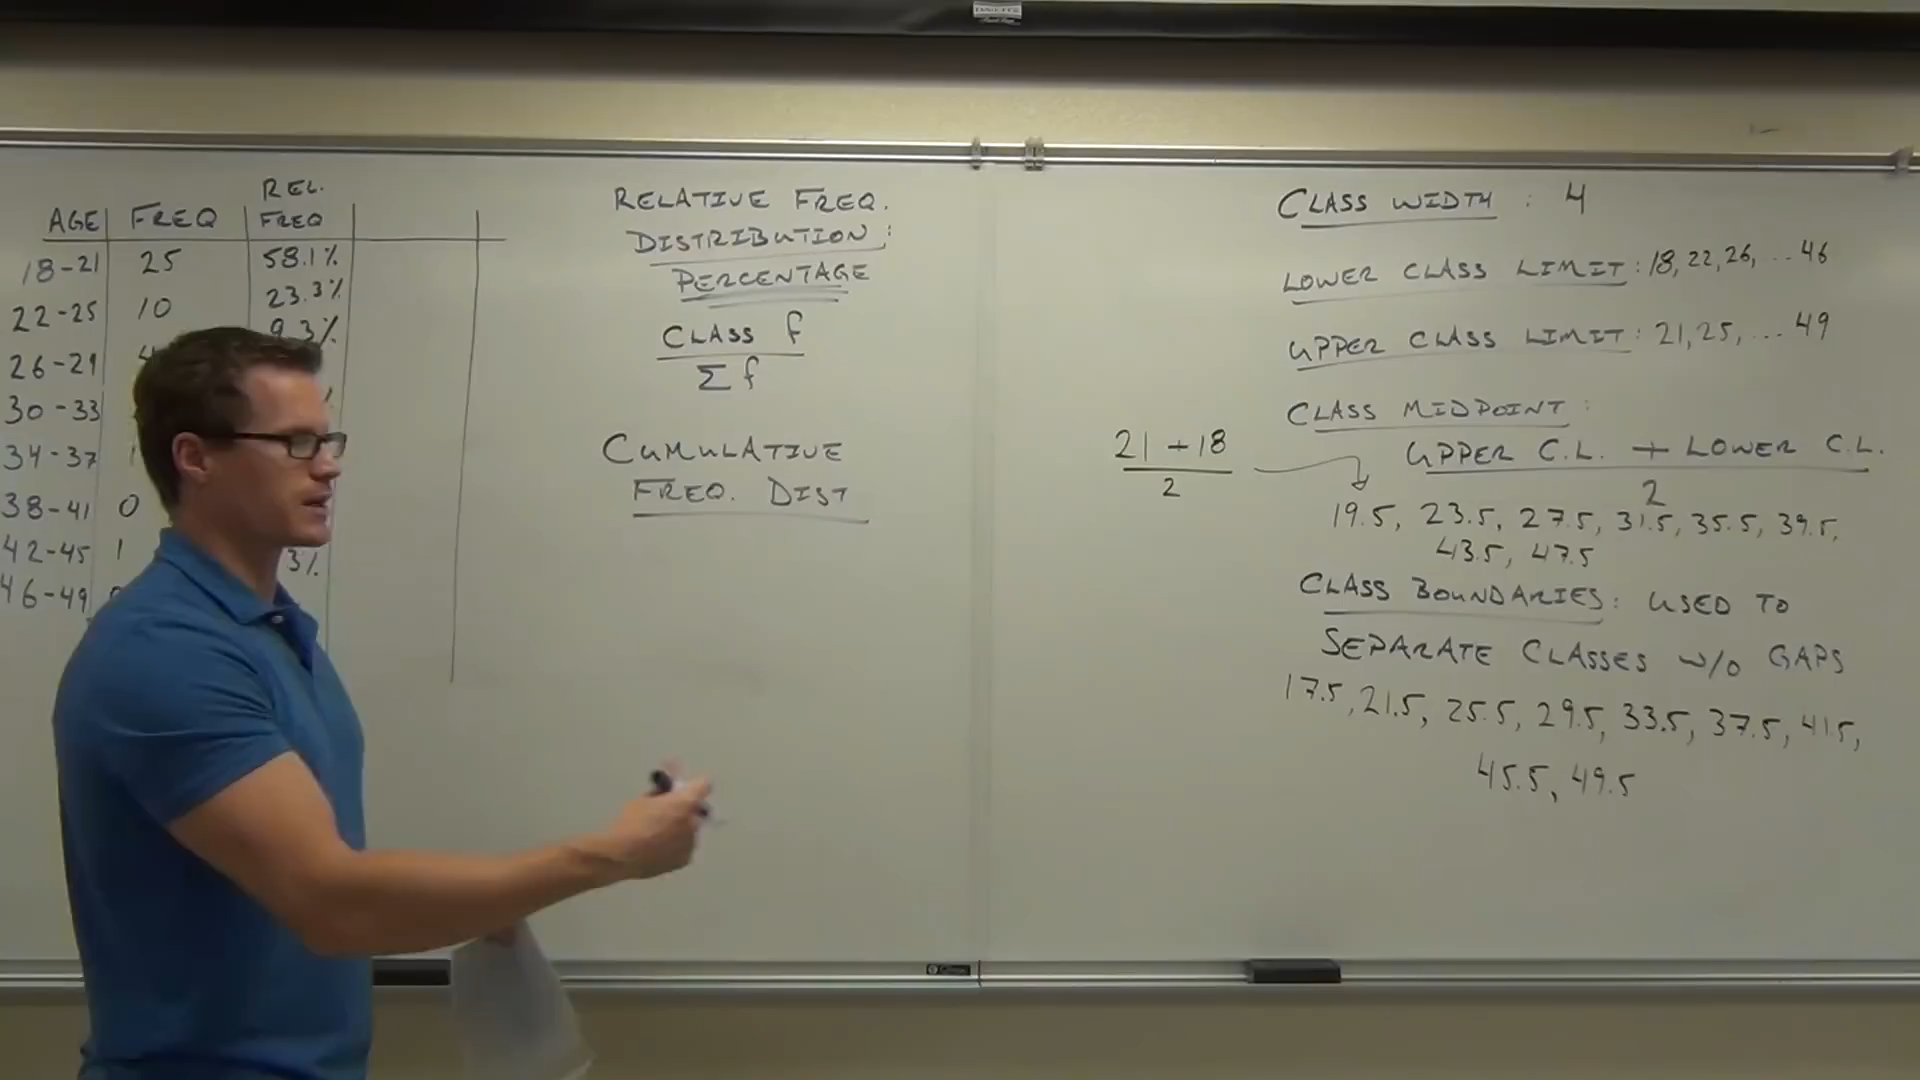 REL.
AGE FREQ FREQ
18-21 25 58.1%
22-25 10 23.3%
26-29 4 9.3%
30-33
34-37 1
38-41 0
42-45 1 3%
46-49
RELATIVE FREQ.
DISTRIBUTION:
PERCENTAGE
CLASS f
Σ f
CUMULATIVE
FREQ. DIST
21 + 18
2
CLASS WIDTH : 4
LOWER CLASS LIMIT: 18, 22, 26, ... 46
UPPER CLASS LIMIT: 21, 25, ... 49
CLASS MIDPOINT:
UPPER C.L. + LOWER C.L.
2
19.5, 23.5, 27.5, 31.5, 35.5, 39.5,
43.5, 47.5
CLASS BOUNDARIES: USED TO
SEPARATE CLASSES W/O GAPS
17.5, 21.5, 25.5, 29.5, 33.5, 37.5, 41.5,
45.5, 49.5